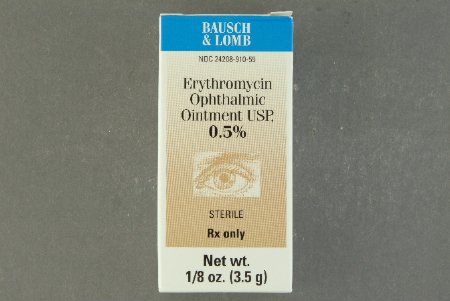 BAUSCH
& LOMB
NDC 24208-910-55
Erythromycin
Ophthalmic
Ointment USP,
0.5%
STERILE
Rx only
Net wt.
1/8 oz. (3.5 g)